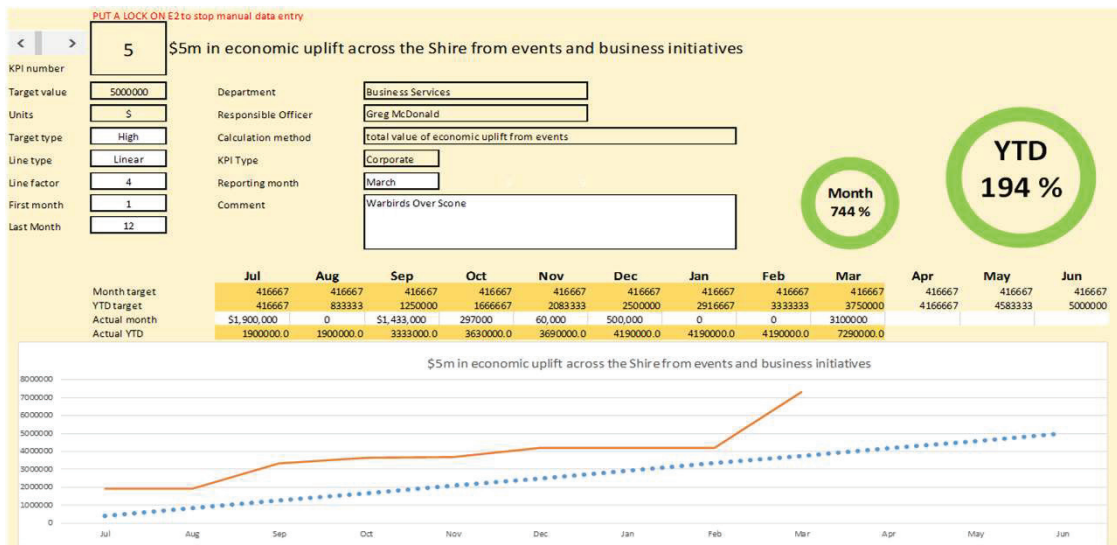 PUT A LOCK ON E2 to stop manual data entry
5 $5m in economic uplift across the Shire from events and business initiatives
KPI number
Target value 5000000 Department Business Services
Units $ Responsible Officer Greg McDonald
Target type High Calculation method total value of economic uplift from events
Line type Linear KPI Type Corporate
Line factor 4 Reporting month March
First month 1 Comment Warbirds Over Scone
Last Month 12
Month
744 %
YTD
194 %
Jul Aug Sep Oct Nov Dec Jan Feb Mar Apr May Jun
Month target 416667 416667 416667 416667 416667 416667 416667 416667 416667 416667 416667 416667
YTD target 416667 833333 1250000 1666667 2083333 2500000 2916667 3333333 3750000 4166667 4583333 5000000
Actual month $1,900,000 0 $1,433,000 297000 60,000 500,000 0 0 3100000
Actual YTD 1900000.0 1900000.0 3333000.0 3630000.0 3690000.0 4190000.0 4190000.0 4190000.0 7290000.0
$5m in economic uplift across the Shire from events and business initiatives
8000000
7000000
6000000
5000000
4000000
3000000
2000000
1000000
0
Jul Aug Sep Oct Nov Dec Jan Feb Mar Apr May Jun